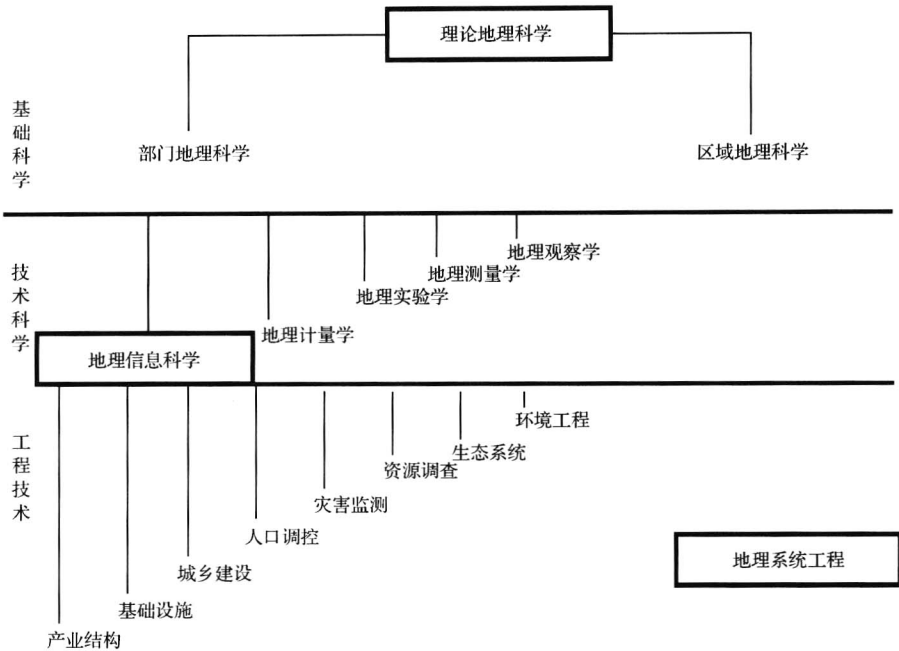 理论地理科学
基础科学
部门地理科学
区域地理科学
技术科学
地理观察学
地理测量学
地理实验学
地理计量学
地理信息科学
工程技术
环境工程
生态系统
资源调查
灾害监测
人口调控
地理系统工程
城乡建设
基础设施
产业结构